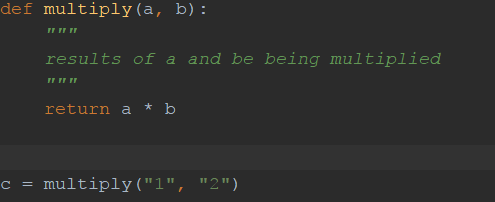 def multiply(a, b):
    """
    results of a and be being multiplied
    """
    return a * b
c = multiply("1", "2")